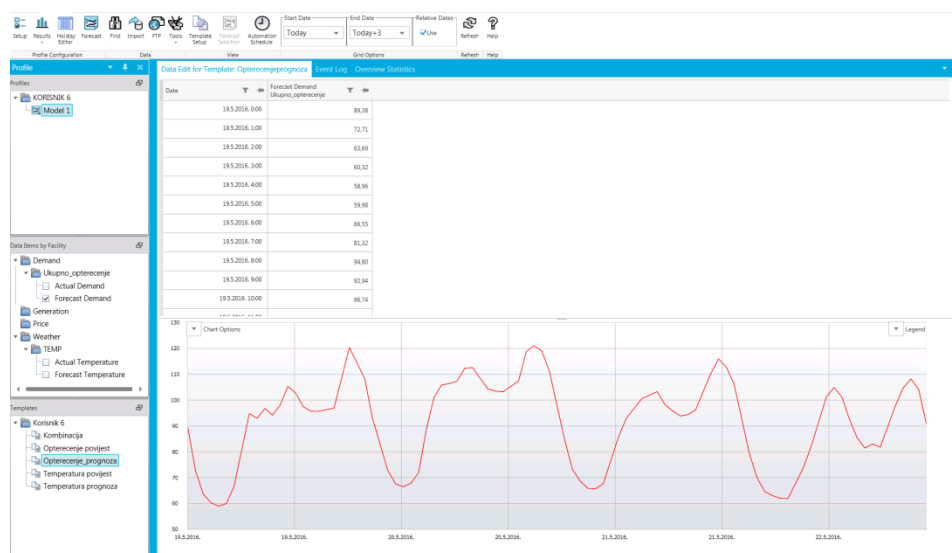 Start Date
End Date
Relative Dates
Today
Today+3
Use
Setup
Results
Holiday Editor
Forecast
Find
Import
FTP
Tools
Template Setup
Forecast Selection
Automation Schedule
Refresh
Help
Profile Configuration
Data
View
Grid Options
Refresh
Help
Profile
Data Edit for Template: Opterecenjeprognoza
Event Log
Overview Statistics
Profiles
KORISNIK 6
Model 1
Date
Forecast Demand
Ukupno_opterecenje
19.5.2016. 0:00 89,38
19.5.2016. 1:00 72,71
19.5.2016. 2:00 63,69
19.5.2016. 3:00 60,32
19.5.2016. 4:00 58,96
19.5.2016. 5:00 59,98
19.5.2016. 6:00 66,55
19.5.2016. 7:00 81,32
19.5.2016. 8:00 94,80
19.5.2016. 9:00 92,94
19.5.2016. 10:00 96,74
Data Items by Facility
Demand
Ukupno_opterecenje
Actual Demand
Forecast Demand
Generation
Price
Weather
TEMP
Actual Temperature
Forecast Temperature
Templates
Korisnik 6
Kombinacija
Opterecenje povijest
Opterecenje_prognoza
Temperatura povijest
Temperatura prognoza
Chart Options
Legend
130
120
110
100
90
80
70
60
50
19.5.2016.
19.5.2016.
20.5.2016.
20.5.2016.
21.5.2016.
21.5.2016.
22.5.2016.